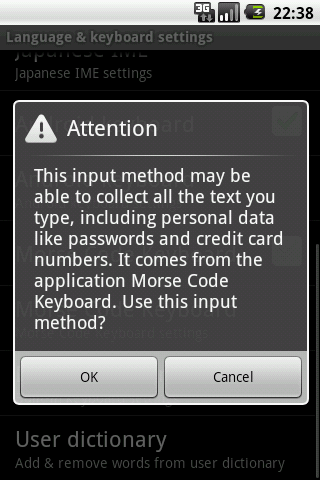 3G
22:38
Language & keyboard settings
Japanese IME
Japanese IME settings
Attention
This input method may be
able to collect all the text you
type, including personal data
like passwords and credit card
numbers. It comes from the
application Morse Code
Keyboard. Use this input
method?
OK
Cancel
User dictionary
Add & remove words from user dictionary